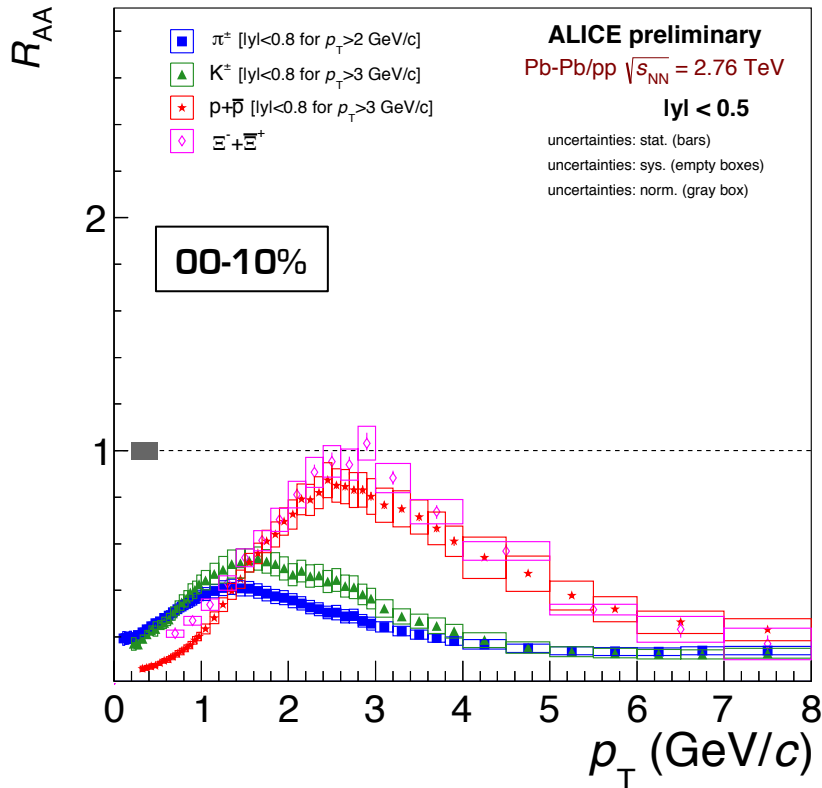 R_AA
π± [|y|<0.8 for p_T>2 GeV/c]
K± [|y|<0.8 for p_T>3 GeV/c]
p+p̅ [|y|<0.8 for p_T>3 GeV/c]
Ξ⁻+Ξ̅⁺
ALICE preliminary
Pb-Pb/pp √s_NN = 2.76 TeV
|y| < 0.5
uncertainties: stat. (bars)
uncertainties: sys. (empty boxes)
uncertainties: norm. (gray box)
2
00-10%
1
0 1 2 3 4 5 6 7 8
p_T (GeV/c)